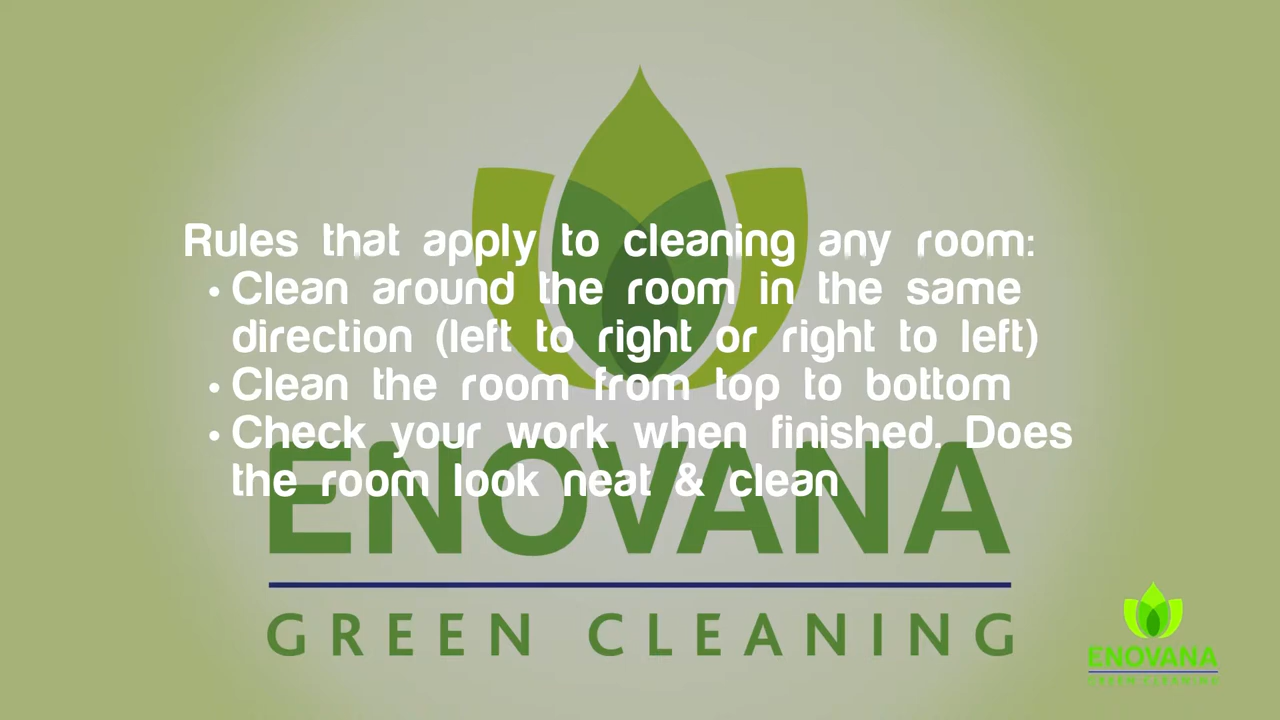 Rules that apply to cleaning any room:
• Clean around the room in the same
direction (left to right or right to left)
• Clean the room from top to bottom
• Check your work when finished. Does
the room look neat & clean
ENOVANA
GREEN CLEANING
ENOVANA
GREEN CLEANING